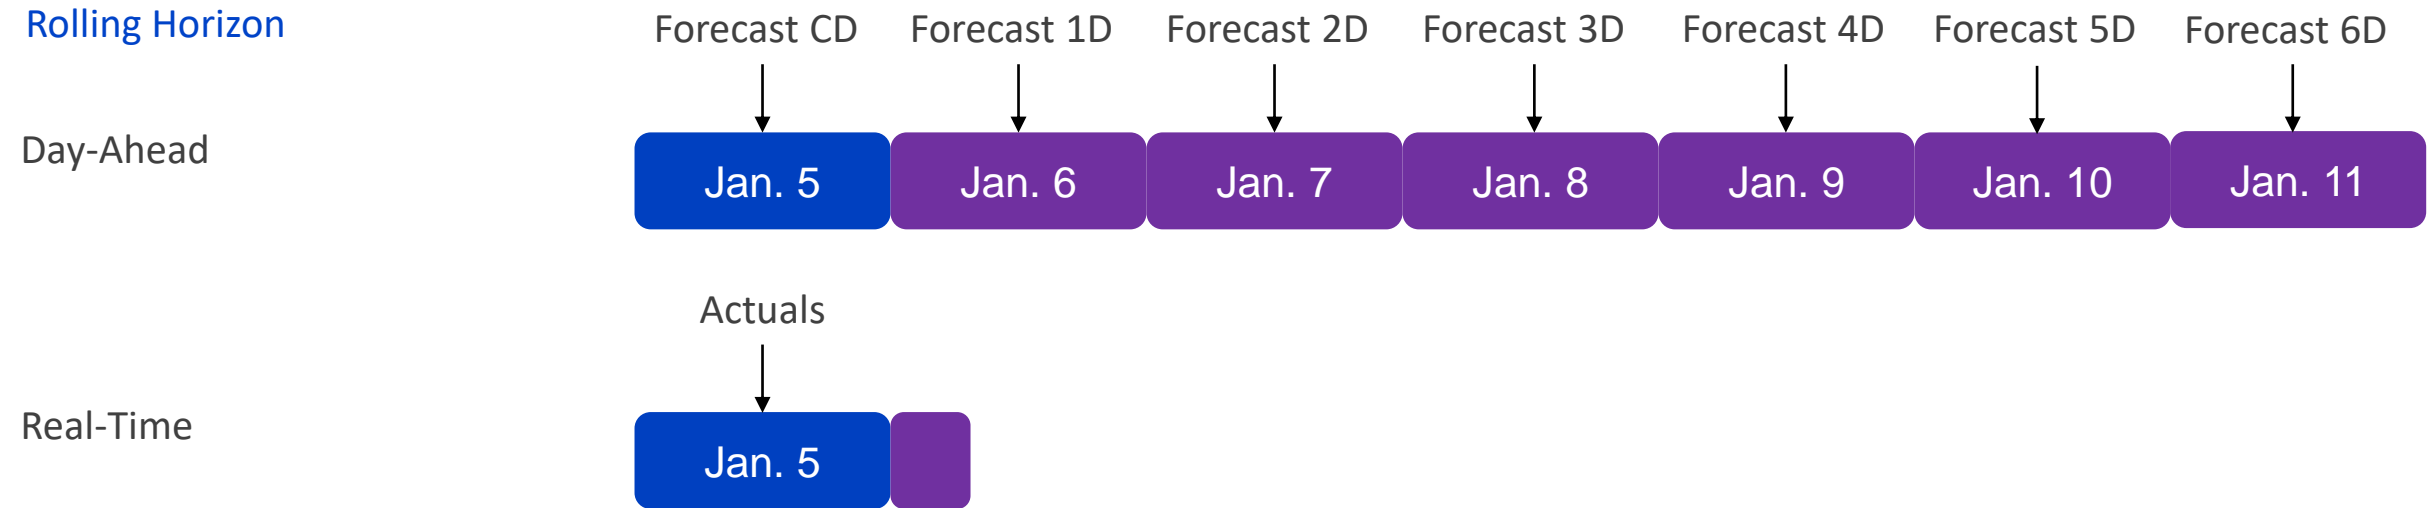 Rolling Horizon
Forecast CD Forecast 1D Forecast 2D Forecast 3D Forecast 4D Forecast 5D Forecast 6D
Day-Ahead
Jan. 5 Jan. 6 Jan. 7 Jan. 8 Jan. 9 Jan. 10 Jan. 11
Actuals
Real-Time
Jan. 5